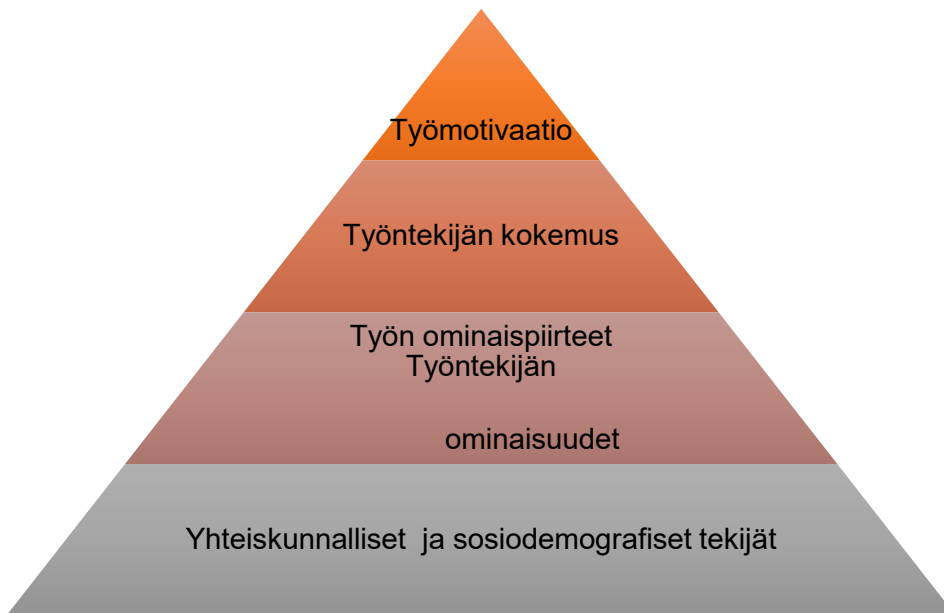 Työmotivaatio
Työntekijän kokemus
Työn ominaispiirteet
Työntekijän
ominaisuudet
Yhteiskunnalliset ja sosiodemografiset tekijät